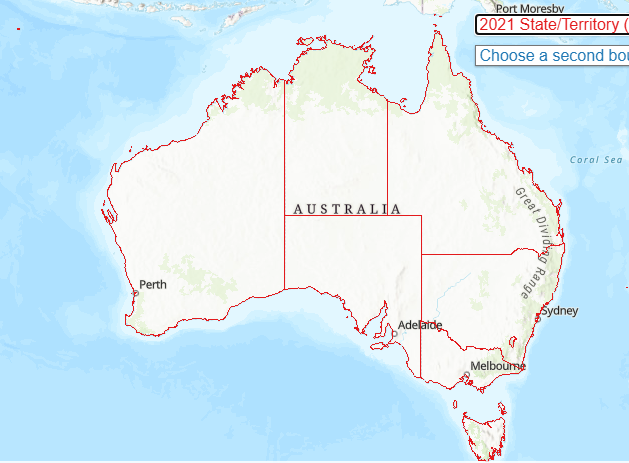 Port Moresby
2021 State/Territory (
Choose a second bou
Coral Sea
AUSTRALIA
Great Dividing Range
Perth
Sydney
Adelaide
Melbourne